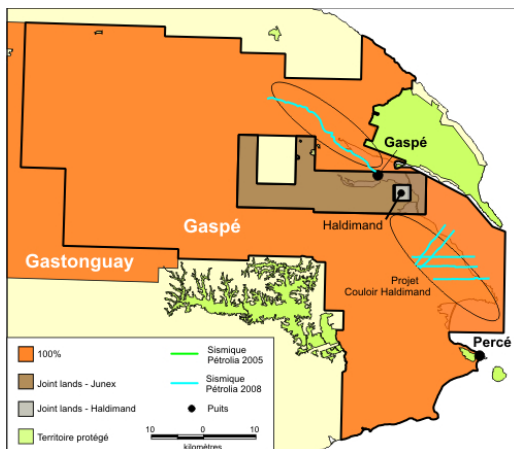 Gaspé
Haldimand
Gaspé
Gastonguay
Projet
Couloir Haldimand
Percé
100%
Joint lands - Junex
Joint lands - Haldimand
Territoire protégé
Sismique
Pétrolia 2005
Sismique
Pétrolia 2008
Puits
10 0 10
kilomètres